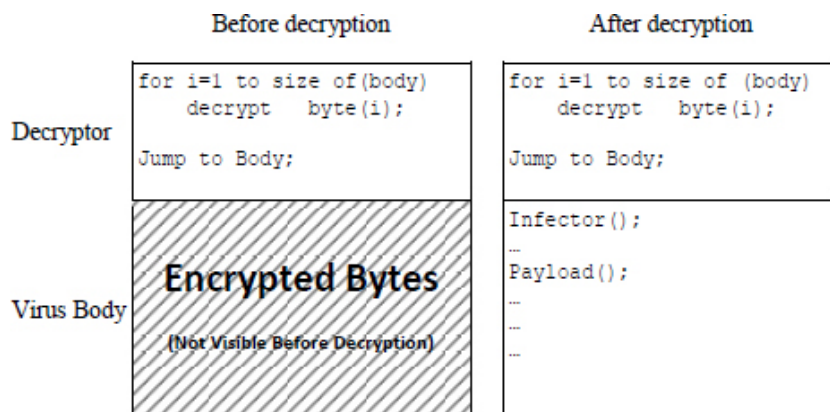 Before decryption
After decryption
Decryptor
for i=1 to size of(body)
decrypt byte(i);
Jump to Body;
for i=1 to size of (body)
decrypt byte(i);
Jump to Body;
Virus Body
Encrypted Bytes
(Not Visible Before Decryption)
Infector();
…
Payload();
…
…
…